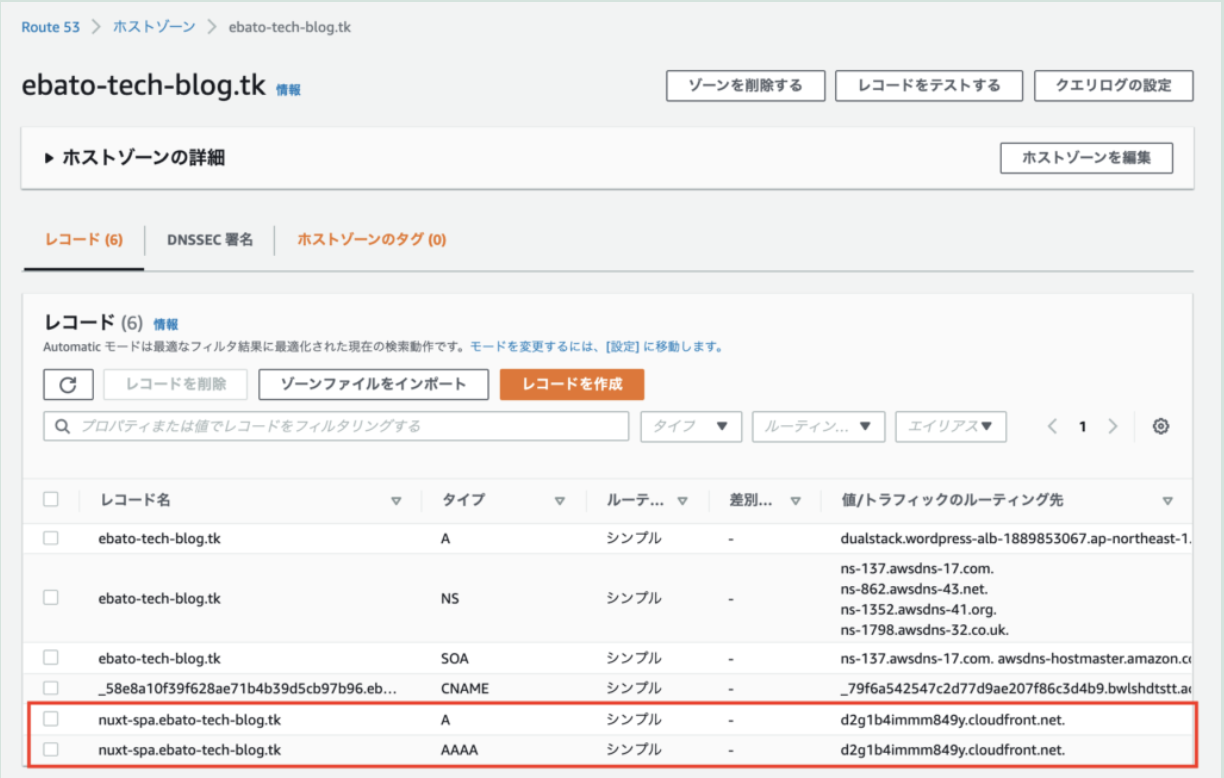 Route 53 > ホストゾーン > ebato-tech-blog.tk
ebato-tech-blog.tk 情報
ゾーンを削除する レコードをテストする クエリログの設定
▶ ホストゾーンの詳細 ホストゾーンを編集
レコード (6) DNSSEC 署名 ホストゾーンのタグ (0)
レコード (6) 情報
Automatic モードは最適なフィルタ結果に最適化された現在の検索動作です。モードを変更するには、[設定] に移動します。
レコードを削除 ゾーンファイルをインポート レコードを作成
プロパティまたは値でレコードをフィルタリングする タイプ ▼ ルーティン... ▼ エイリアス▼ < 1 >
レコード名 タイプ ルーテ... 差別... 値/トラフィックのルーティング先
ebato-tech-blog.tk A シンプル - dualstack.wordpress-alb-1889853067.ap-northeast-1.
ebato-tech-blog.tk NS シンプル -
ns-137.awsdns-17.com.
ns-862.awsdns-43.net.
ns-1352.awsdns-41.org.
ns-1798.awsdns-32.co.uk.
ebato-tech-blog.tk SOA シンプル - ns-137.awsdns-17.com. awsdns-hostmaster.amazon.co
_58e8a10f39f628ae71b4b39d5cb97b96.eb... CNAME シンプル - _79f6a542547c2d77d9ae207f86c3d4b9.bwlshdtstt.ac
nuxt-spa.ebato-tech-blog.tk A シンプル - d2g1b4immm849y.cloudfront.net.
nuxt-spa.ebato-tech-blog.tk AAAA シンプル - d2g1b4immm849y.cloudfront.net.